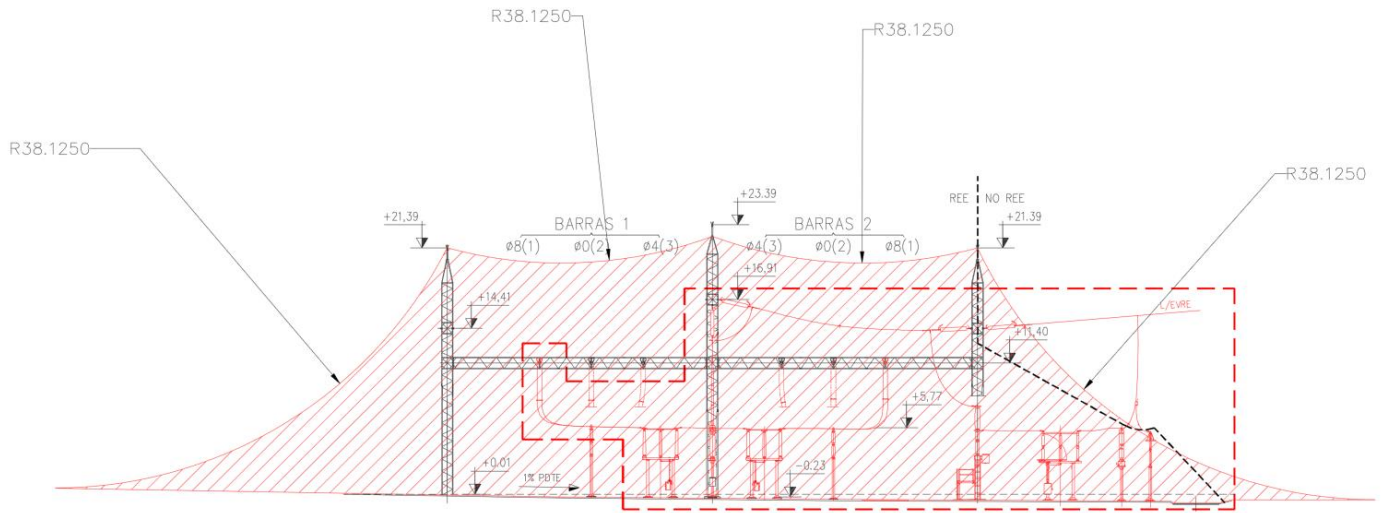 R38.1250
R38.1250
R38.1250
R38.1250
REE NO REE
+21,39
+23.39
+21.39
BARRAS 1
BARRAS 2
ø8(1) ø0(2) ø4(3)
ø4(3) ø0(2) ø8(1)
+16,91
+14,41
L/EVRE
+11,40
+5,77
+0.01
-0.23
1% PDTE